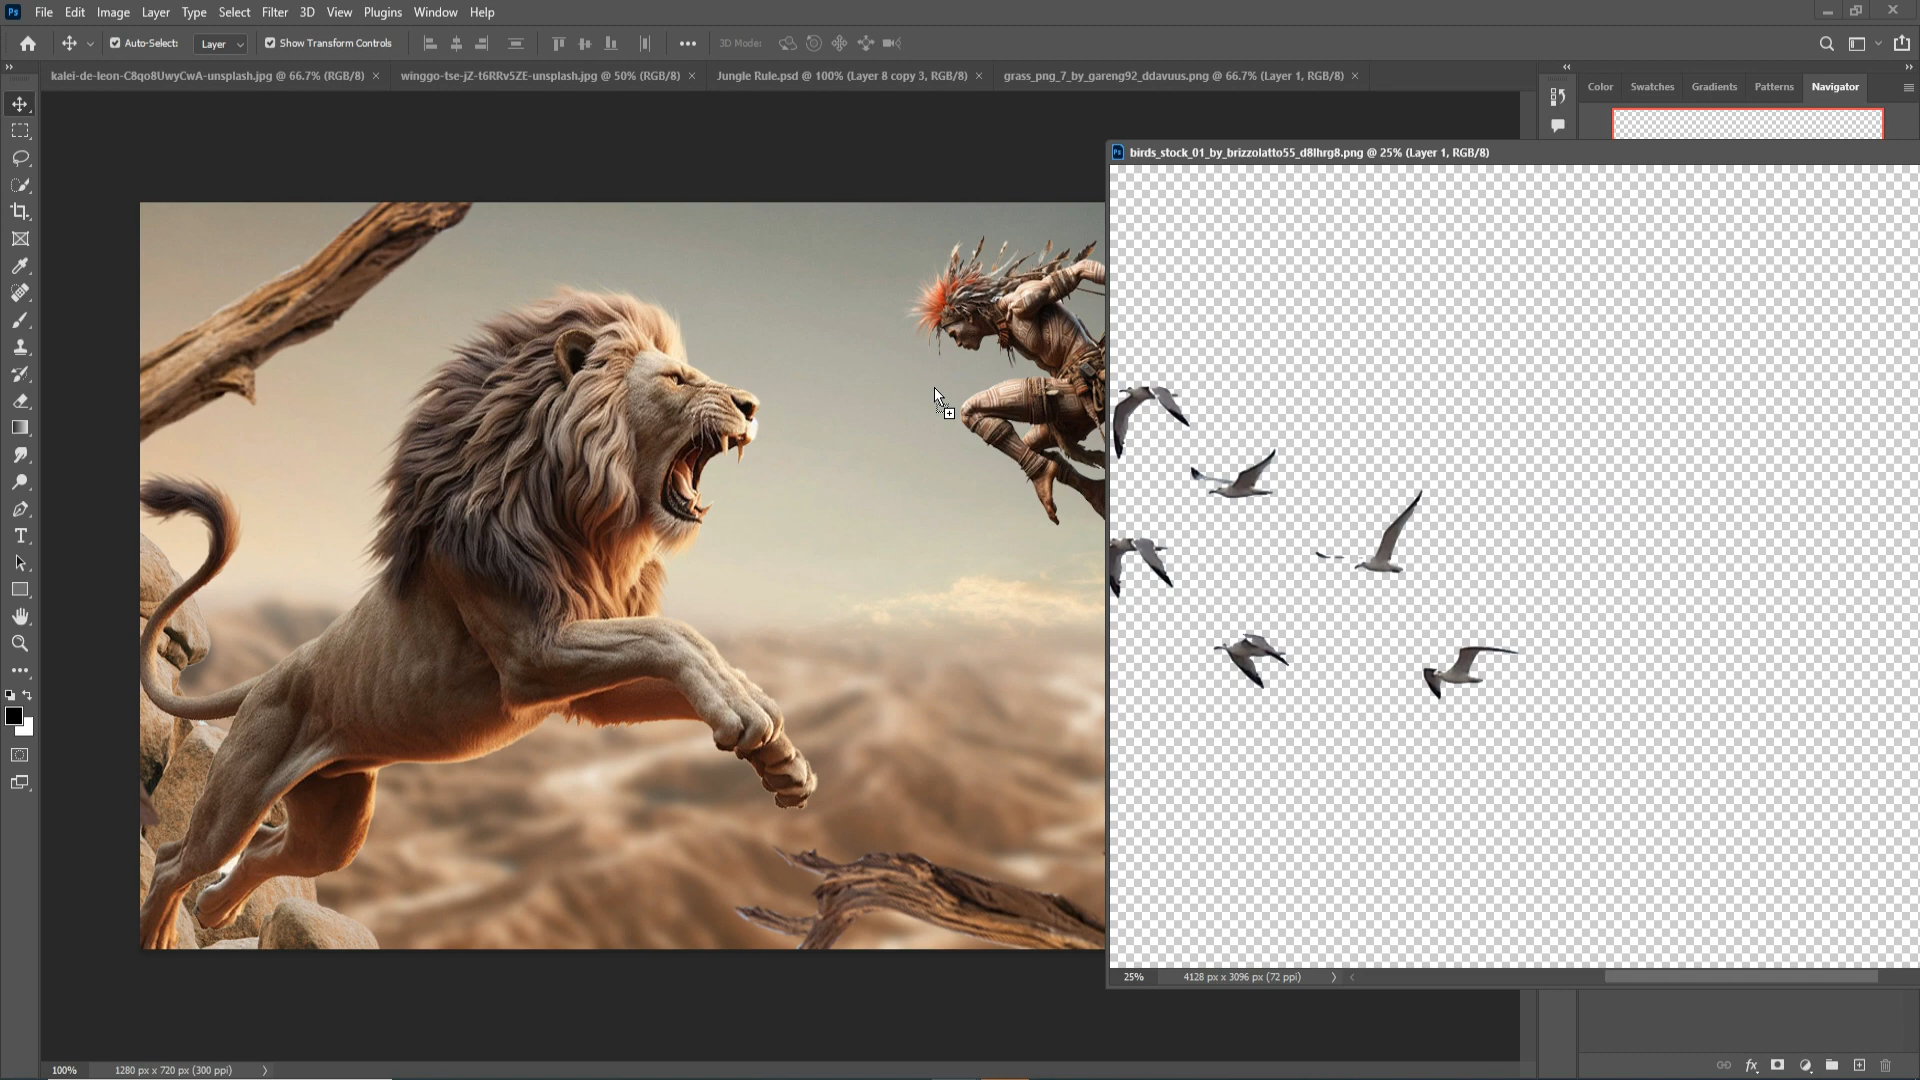 Ps File Edit Image Layer Type Select Filter 3D View Plugins Window Help
Auto-Select: Layer Show Transform Controls 3D Mode:
kalei-de-leon-C8qo8UwyCwA-unsplash.jpg @ 66.7% (RGB/8) winggo-tse-jZ-t6RRv5ZE-unsplash.jpg @ 50% (RGB/8) Jungle Rule.psd @ 100% (Layer 8 copy 3, RGB/8) grass_png_7_by_gareng92_ddavuus.png @ 66.7% (Layer 1, RGB/8)
Color Swatches Gradients Patterns Navigator
Ps birds_stock_01_by_brizzolatto55_d8lhrg8.png @ 25% (Layer 1, RGB/8)
T
25% 4128 px x 3096 px (72 ppi)
fx
100% 1280 px x 720 px (300 ppi)